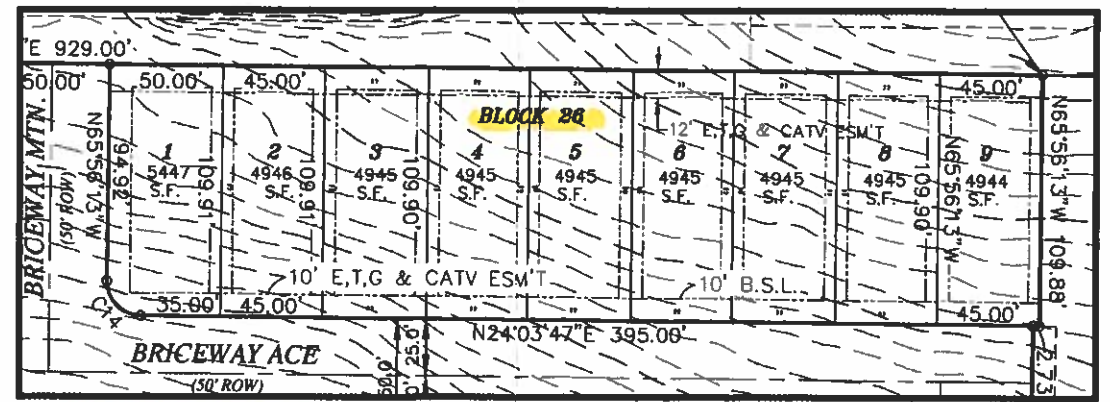 'E 929.00'
50.00' 50.00' 45.00' " " " " " " 45.00'
BLOCK 26
12' E,T,G & CATV ESM'T
BRICEWAY MTN.
(50' ROW)
N65°56'13"W
94.92'
1
5447
S.F.
109.91'
2
4946
S.F.
109.91'
3
4945
S.F.
109.90'
4
4945
S.F.
5
4945
S.F.
6
4945
S.F.
7
4945
S.F.
8
4945
S.F.
109.90'
N65°56'13"W
9
4944
S.F.
N65°56'13"W 109.88'
10' E,T,G & CATV ESM'T
10' B.S.L.
C74
35.00' 45.00' " " " " " " 45.00'
N24°03'47"E 395.00'
BRICEWAY ACE
(50' ROW)
25.0'
2.73